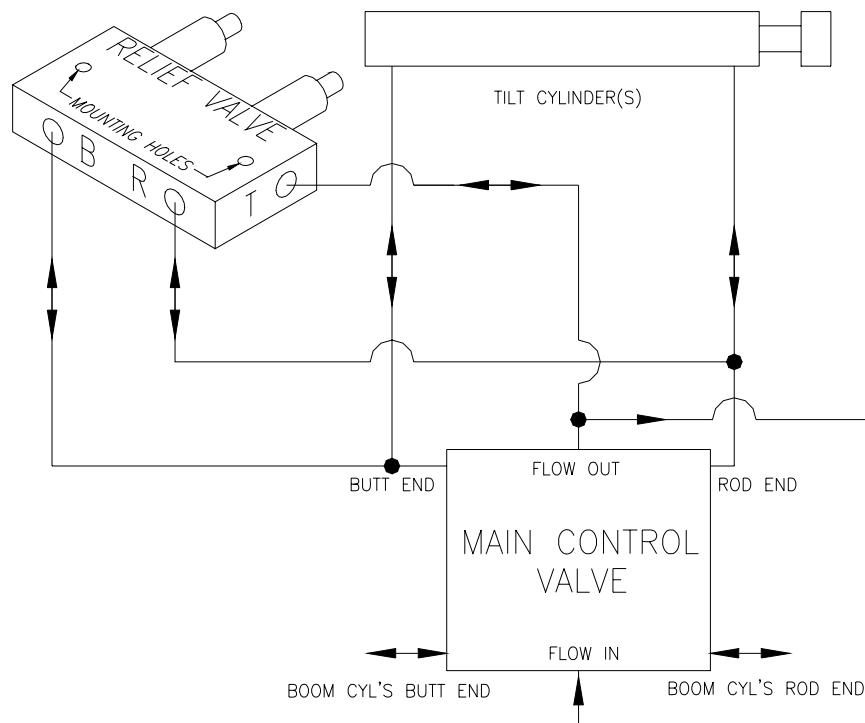 RELIEF VALVE
MOUNTING HOLES
B
R
T
TILT CYLINDER(S)
BUTT END
FLOW OUT
ROD END
MAIN CONTROL
VALVE
FLOW IN
BOOM CYL'S BUTT END
BOOM CYL'S ROD END